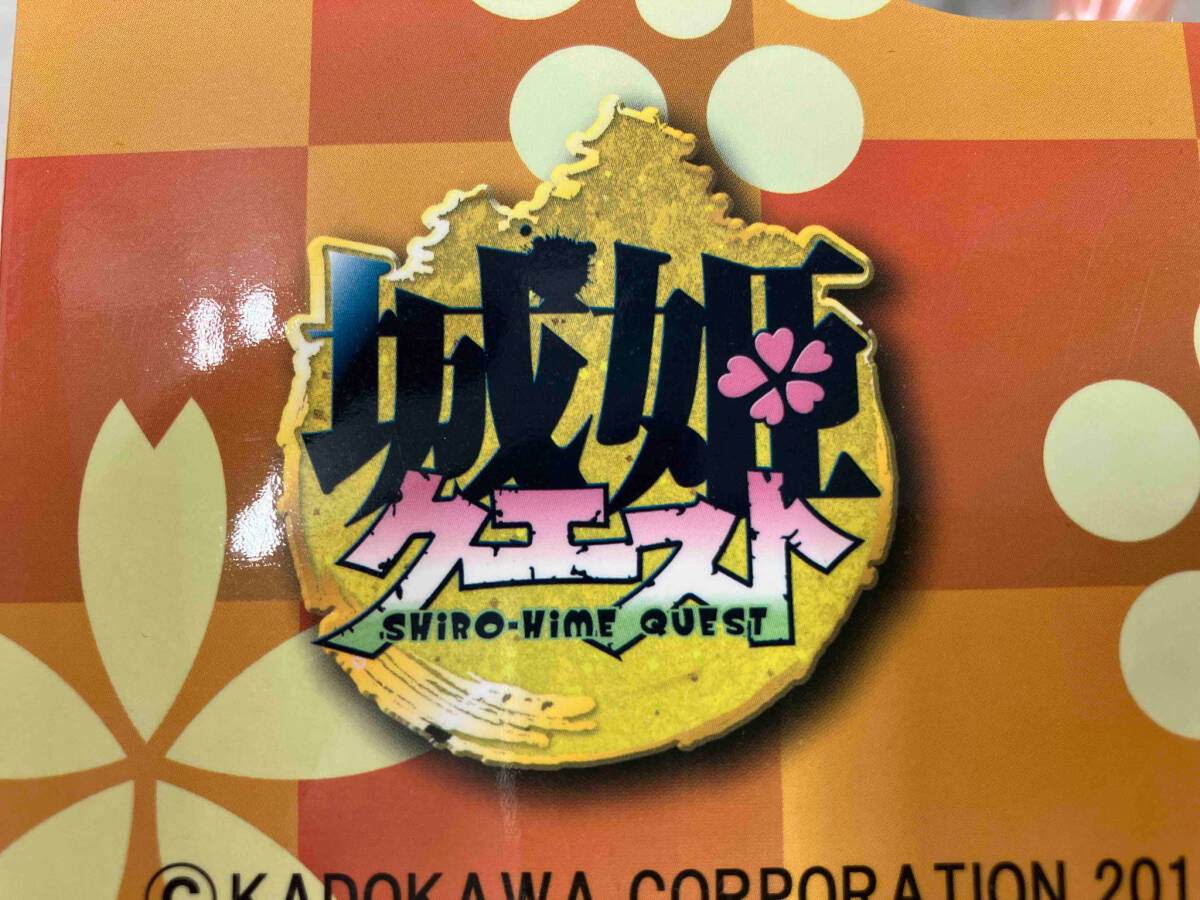 城姫
クエスト
SHiRO-HiME QUEST
©KADOKAWA CORPORATION 201